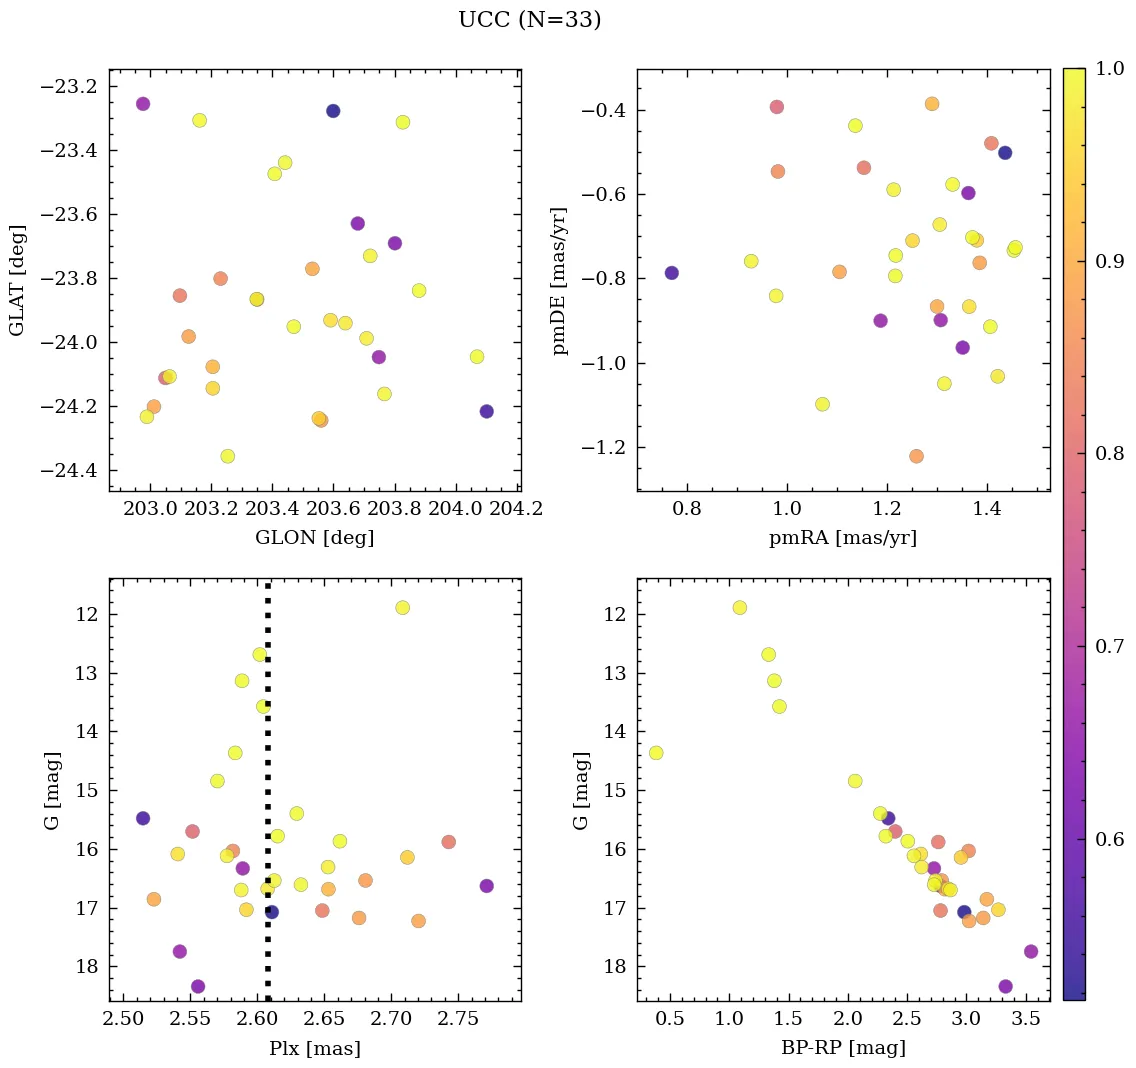 UCC (N=33)
−23.2
−23.4
−23.6
−23.8
−24.0
−24.2
−24.4
GLAT [deg]
203.0 203.2 203.4 203.6 203.8 204.0 204.2
GLON [deg]
−0.4
−0.6
−0.8
−1.0
−1.2
pmDE [mas/yr]
0.8 1.0 1.2 1.4
pmRA [mas/yr]
1.0
0.9
0.8
0.7
0.6
12
13
14
15
16
17
18
G [mag]
2.50 2.55 2.60 2.65 2.70 2.75
Plx [mas]
12
13
14
15
16
17
18
G [mag]
0.5 1.0 1.5 2.0 2.5 3.0 3.5
BP-RP [mag]